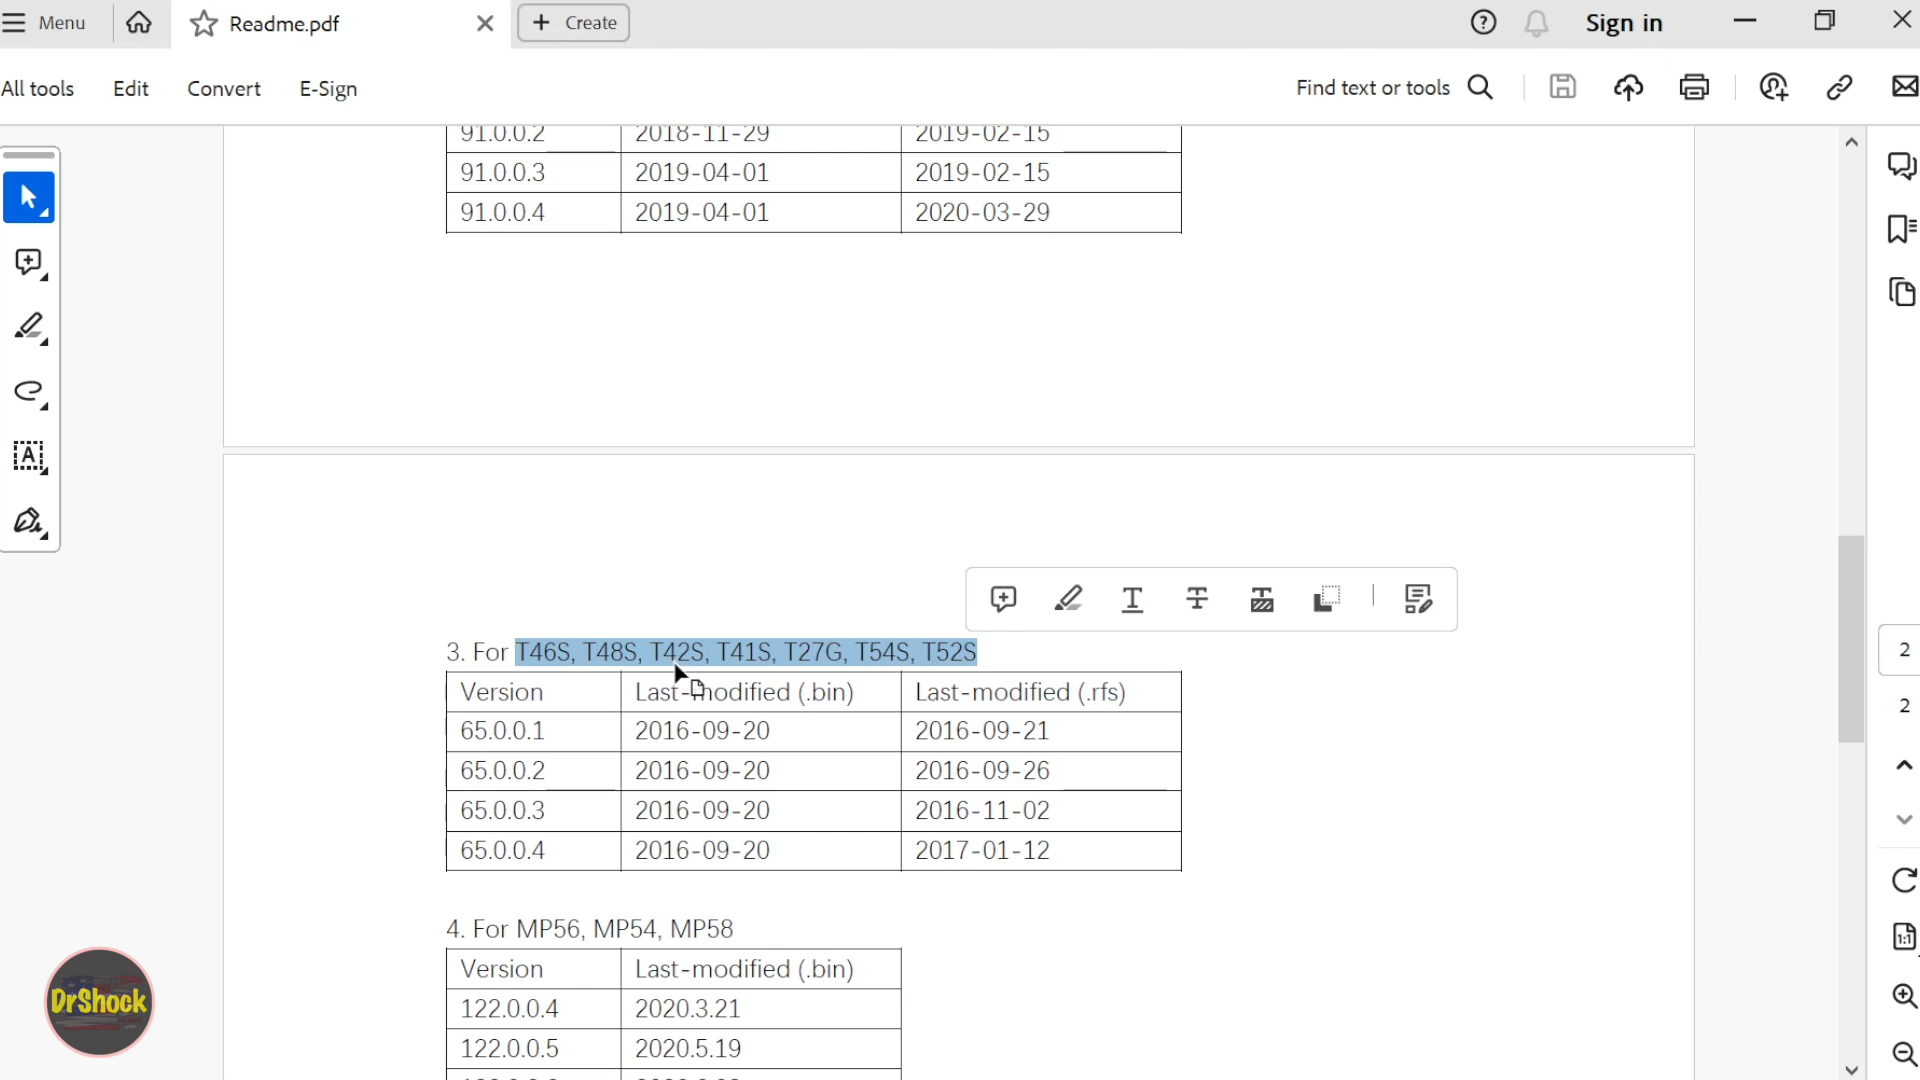 Menu
Readme.pdf
Create
Sign in
All tools
Edit
Convert
E-Sign
Find text or tools
91.0.0.2 2018-11-29 2019-02-15
91.0.0.3 2019-04-01 2019-02-15
91.0.0.4 2019-04-01 2020-03-29
3. For T46S, T48S, T42S, T41S, T27G, T54S, T52S
Version Last-modified (.bin) Last-modified (.rfs)
65.0.0.1 2016-09-20 2016-09-21
65.0.0.2 2016-09-20 2016-09-26
65.0.0.3 2016-09-20 2016-11-02
65.0.0.4 2016-09-20 2017-01-12
4. For MP56, MP54, MP58
Version Last-modified (.bin)
122.0.0.4 2020.3.21
122.0.0.5 2020.5.19
2
2
1:1
DrShock